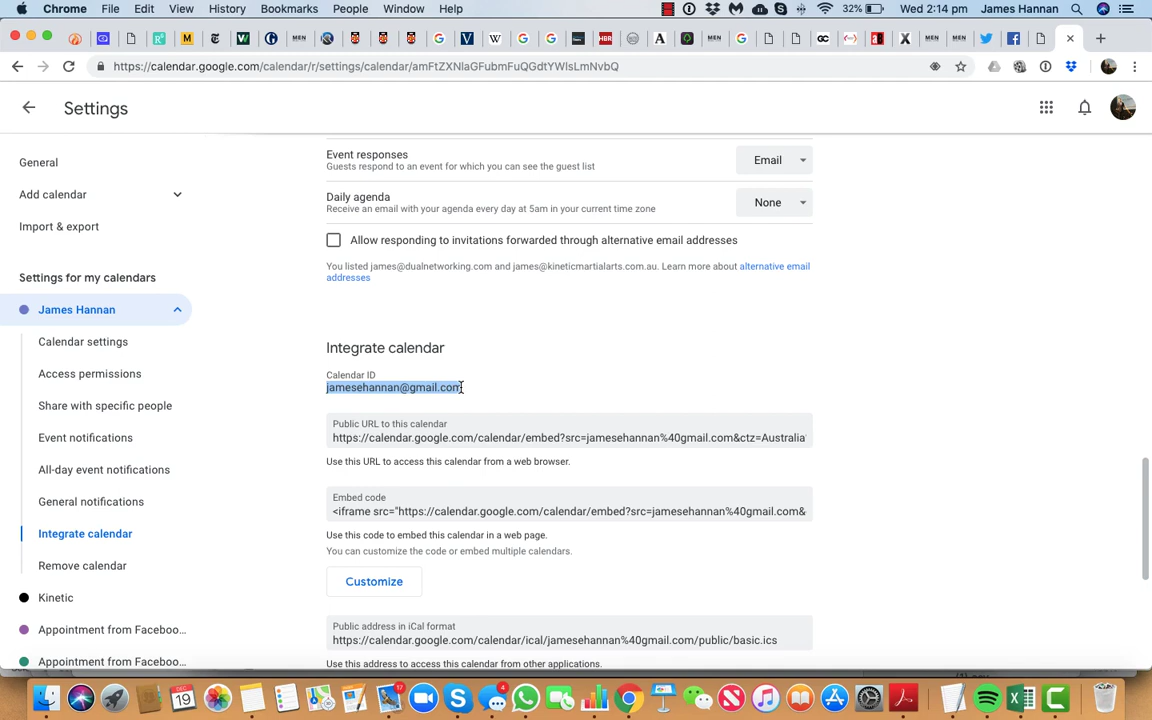 Chrome File Edit View History Bookmarks People Window Help 32% Wed 2:14 pm James Hannan
https://calendar.google.com/calendar/r/settings/calendar/amFtZXNlaGFubmFuQGdtYWlsLmNvbQ
Settings
General
Add calendar
Import & export
Settings for my calendars
James Hannan
Calendar settings
Access permissions
Share with specific people
Event notifications
All-day event notifications
General notifications
Integrate calendar
Remove calendar
Kinetic
Appointment from Faceboo...
Appointment from Faceboo...
Event responses
Guests respond to an event for which you can see the guest list
Email
Daily agenda
Receive an email with your agenda every day at 5am in your current time zone
None
Allow responding to invitations forwarded through alternative email addresses
You listed james@dualnetworking.com and james@kineticmartialarts.com.au. Learn more about alternative email
addresses
Integrate calendar
Calendar ID
jamesehannan@gmail.com
Public URL to this calendar
https://calendar.google.com/calendar/embed?src=jamesehannan%40gmail.com&ctz=Australia
Use this URL to access this calendar from a web browser.
Embed code
<iframe src="https://calendar.google.com/calendar/embed?src=jamesehannan%40gmail.com&
Use this code to embed this calendar in a web page.
You can customize the code or embed multiple calendars.
Customize
Public address in iCal format
https://calendar.google.com/calendar/ical/jamesehannan%40gmail.com/public/basic.ics
Use this address to access this calendar from other applications.